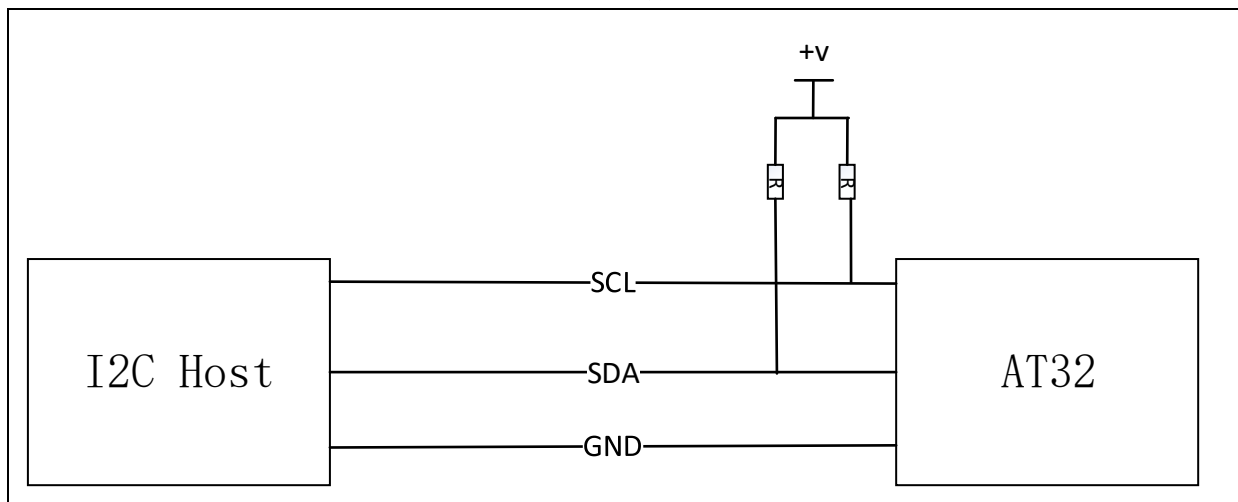 +v
R R
SCL
I2C Host
SDA
AT32
GND